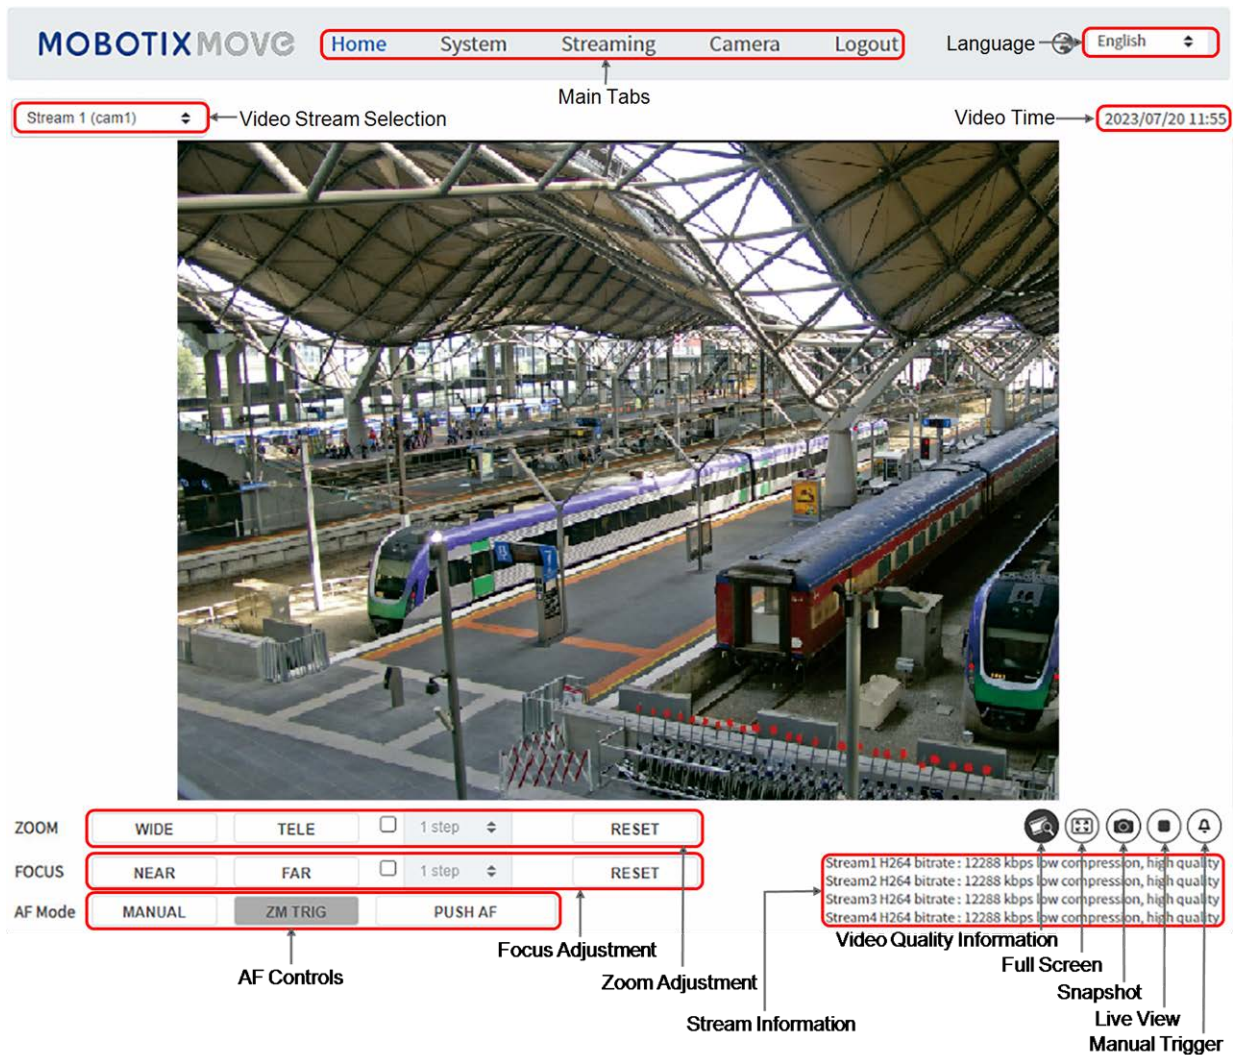 MOBOTIX MOVE
Home System Streaming Camera Logout
Language English
Main Tabs
Stream 1 (cam1) Video Stream Selection
Video Time 2023/07/20 11:55
ZOOM WIDE TELE 1 step RESET
FOCUS NEAR FAR 1 step RESET
AF Mode MANUAL ZM TRIG PUSH AF
Stream1 H264 bitrate : 12288 kbps low compression, high quality
Stream2 H264 bitrate : 12288 kbps low compression, high quality
Stream3 H264 bitrate : 12288 kbps low compression, high quality
Stream4 H264 bitrate : 12288 kbps low compression, high quality
Video Quality Information
Focus Adjustment
Full Screen
AF Controls
Zoom Adjustment
Snapshot
Stream Information
Live View
Manual Trigger